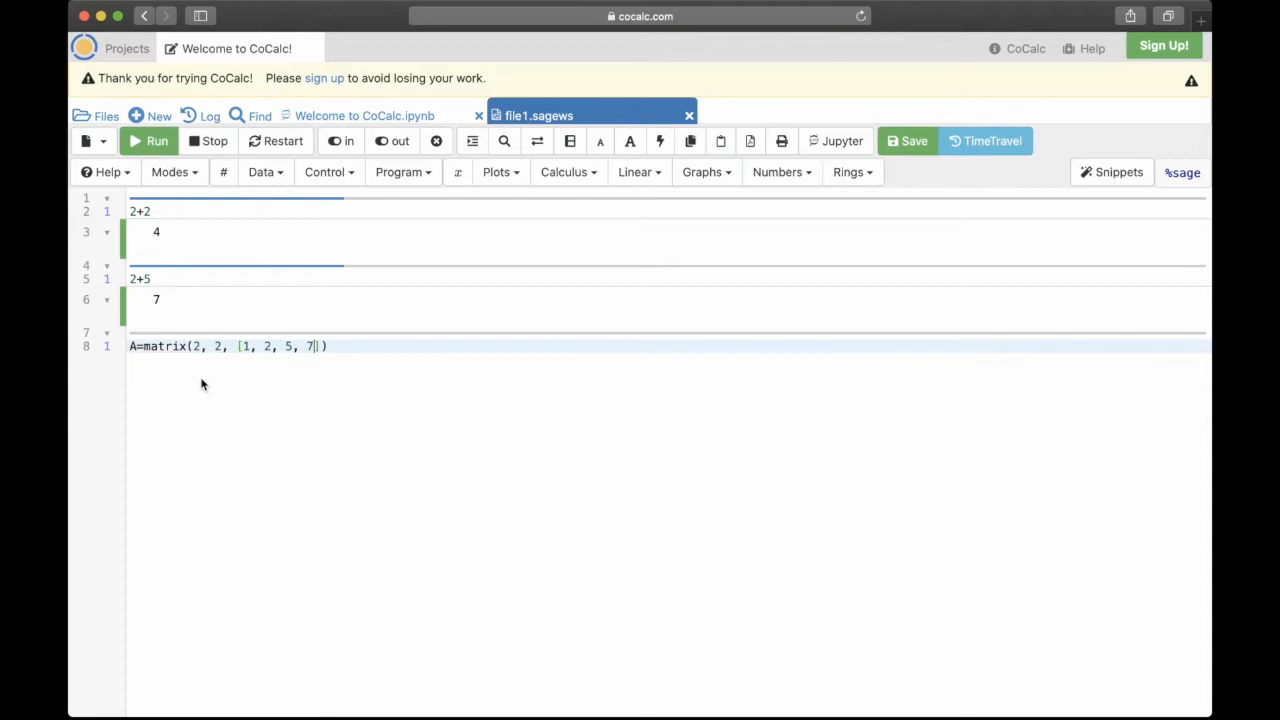 cocalc.com
Projects Welcome to CoCalc! CoCalc Help Sign Up!
Thank you for trying CoCalc! Please sign up to avoid losing your work.
Files New Log Find Welcome to CoCalc.ipynb × file1.sagews ×
Run Stop Restart in out A A Jupyter Save TimeTravel
Help Modes # Data Control Program x Plots Calculus Linear Graphs Numbers Rings Snippets %sage
1
2 1 2+2
3 4
4
5 1 2+5
6 7
7
8 1 A=matrix(2, 2, [1, 2, 5, 7])